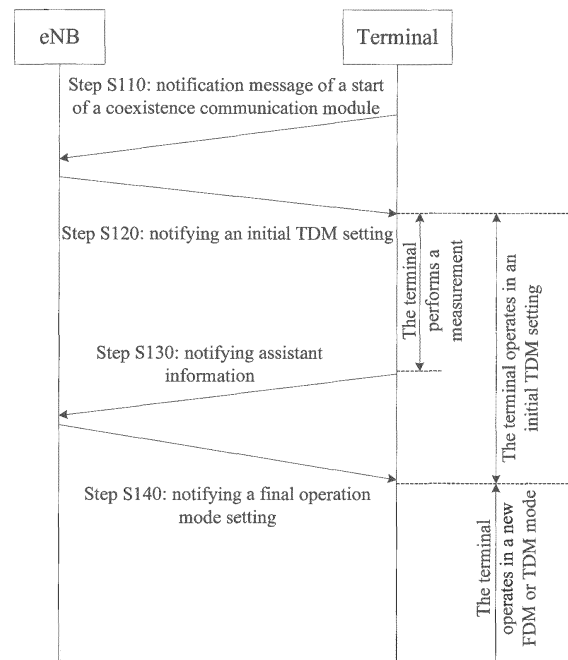 eNB
Terminal
Step S110: notification message of a start
of a coexistence communication module
Step S120: notifying an initial TDM setting
The terminal
performs a
measurement
The terminal operates in an
initial TDM setting
Step S130: notifying assistant
information
Step S140: notifying a final operation
mode setting
The terminal
operates in a new
FDM or TDM mode